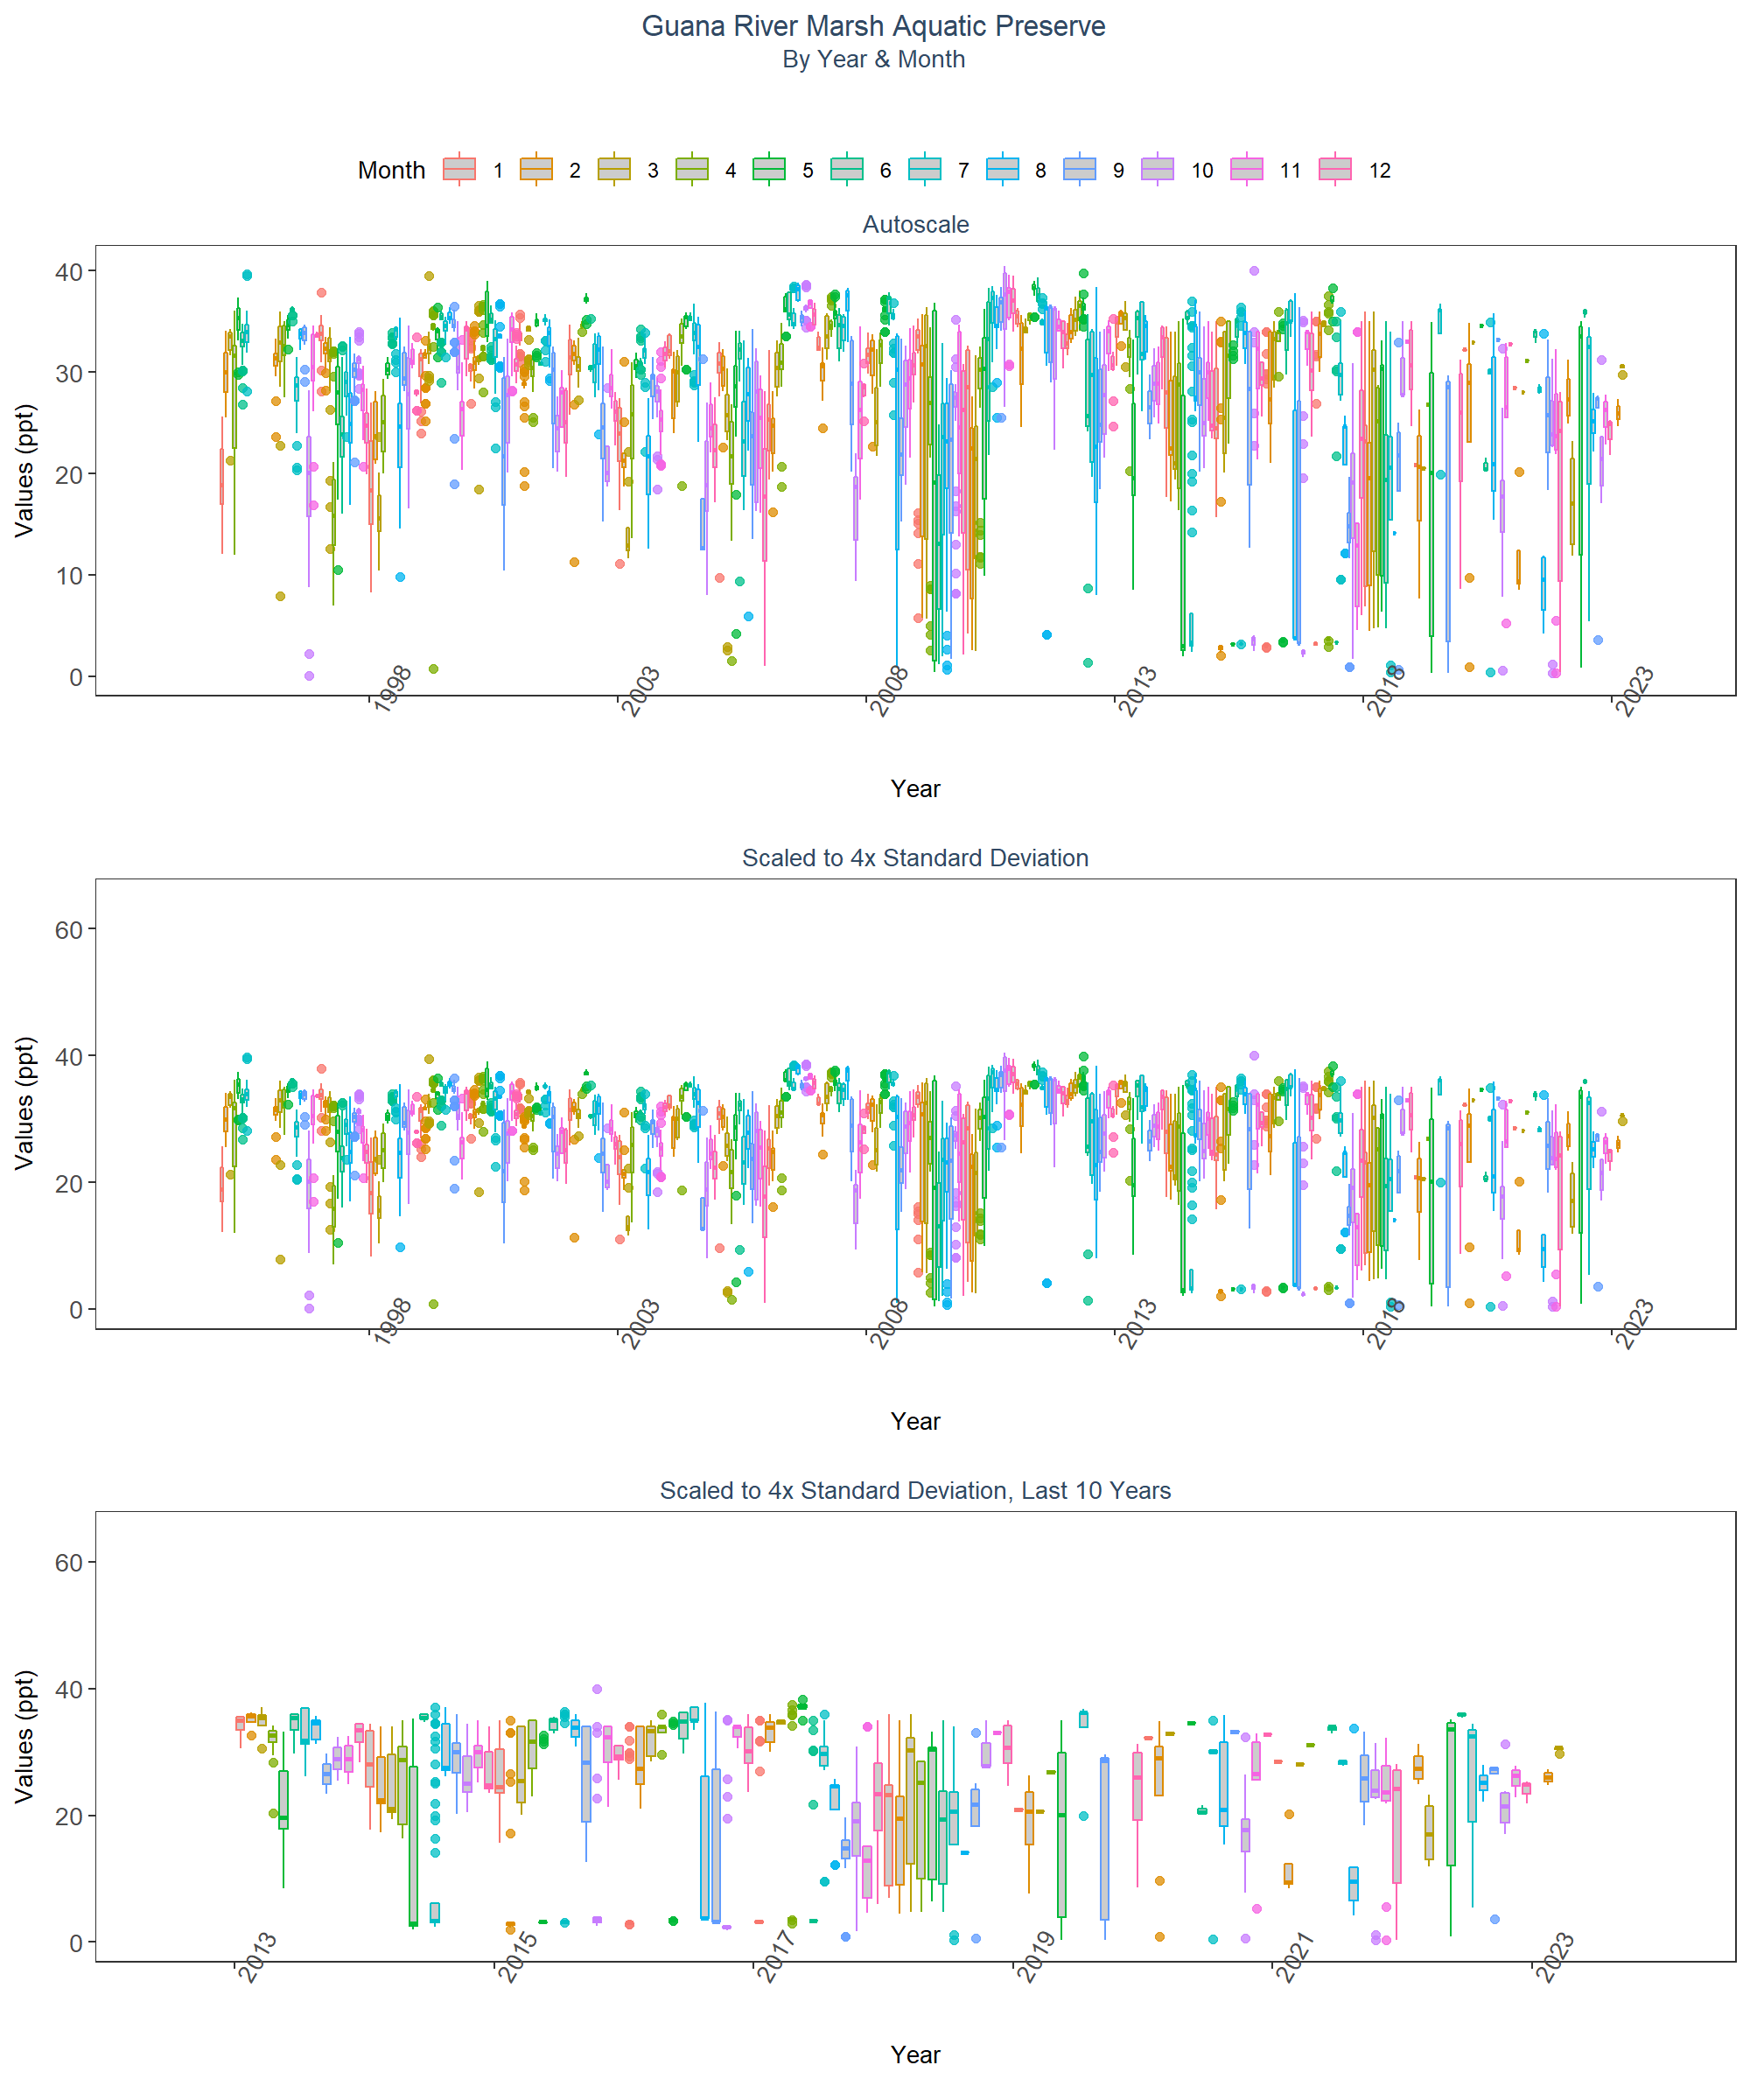 Guana River Marsh Aquatic Preserve
By Year & Month
Month 1 2 3 4 5 6 7 8 9 10 11 12
Autoscale
Values (ppt)
40
30
20
10
0
1998 2003 2008 2013 2018 2023
Year
Scaled to 4x Standard Deviation
Values (ppt)
60
40
20
0
1998 2003 2008 2013 2018 2023
Year
Scaled to 4x Standard Deviation, Last 10 Years
Values (ppt)
60
40
20
0
2013 2015 2017 2019 2021 2023
Year